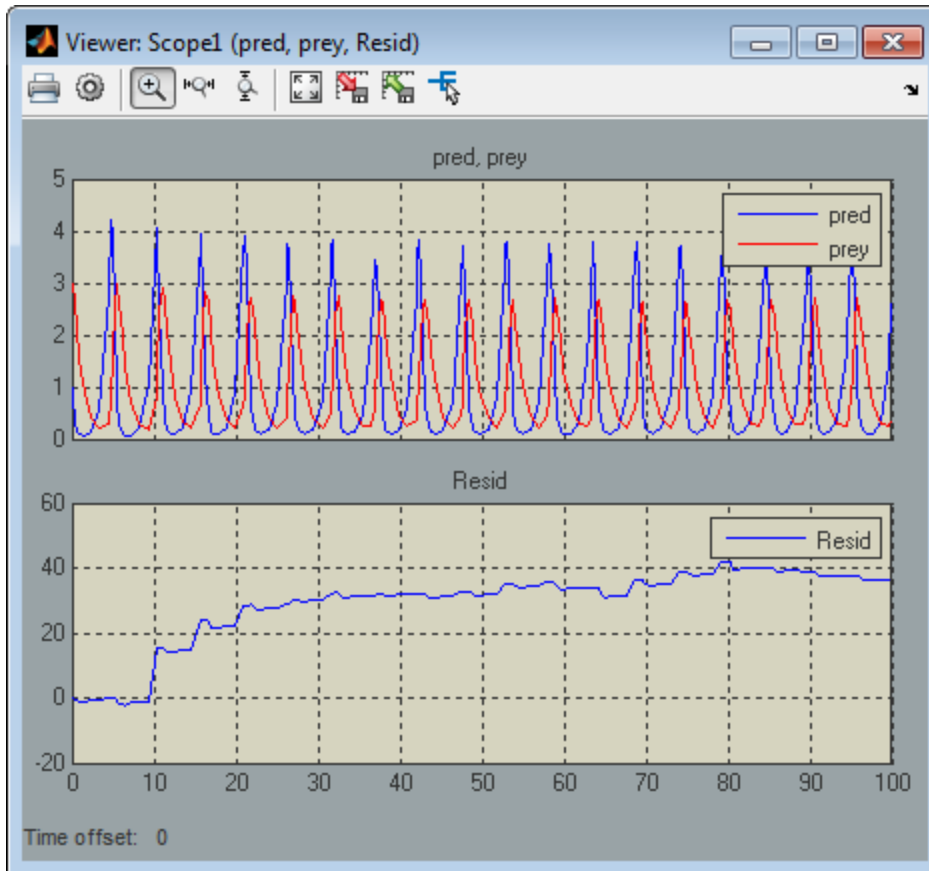 Viewer: Scope1 (pred, prey, Resid)
pred, prey
5
4
3
2
1
0
pred
prey
Resid
60
40
20
0
-20
Resid
0 10 20 30 40 50 60 70 80 90 100
Time offset: 0